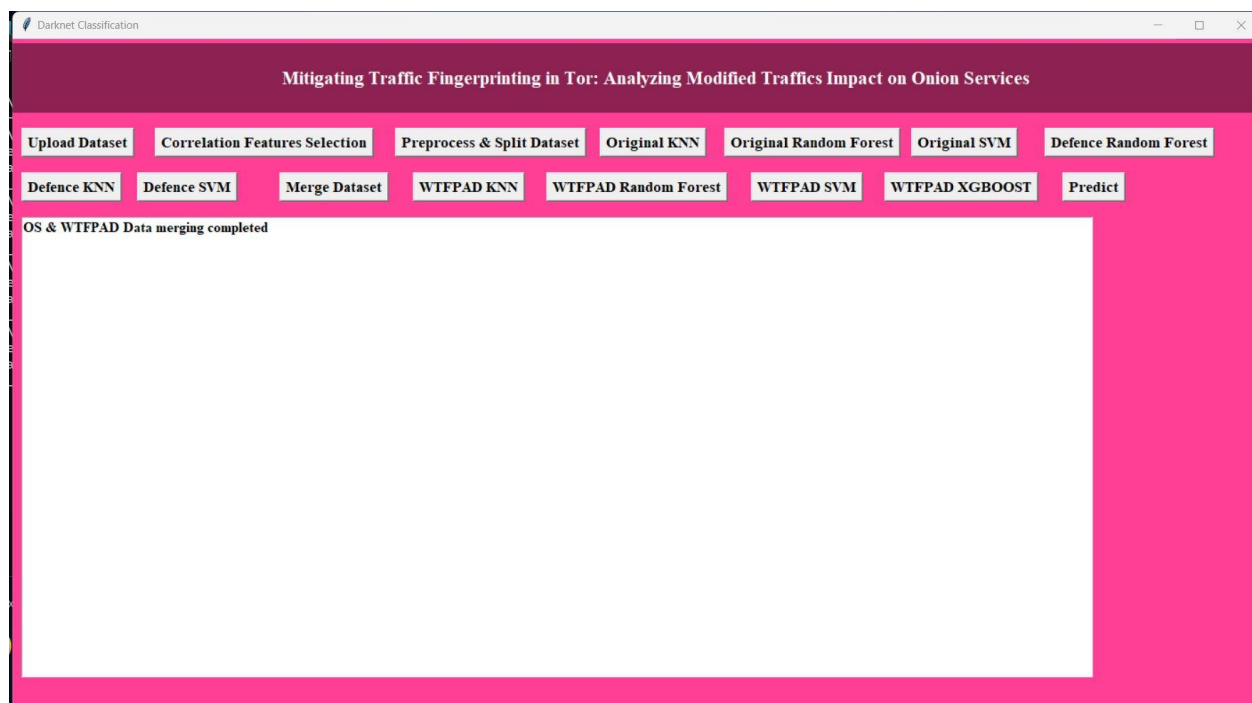 Darknet Classification
Mitigating Traffic Fingerprinting in Tor: Analyzing Modified Traffics Impact on Onion Services
Upload Dataset Correlation Features Selection Preprocess & Split Dataset Original KNN Original Random Forest Original SVM Defence Random Forest
Defence KNN Defence SVM Merge Dataset WTFPAD KNN WTFPAD Random Forest WTFPAD SVM WTFPAD XGBOOST Predict
OS & WTFPAD Data merging completed